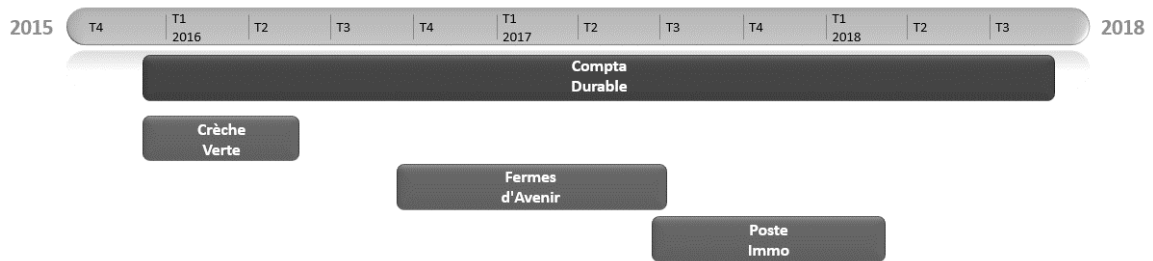 2015 T4 T1 T2 T3 T4 T1 T2 T3 T4 T1 T2 T3 2018
2016 2017 2018
Compta
Durable
Crèche
Verte
Fermes
d'Avenir
Poste
Immo